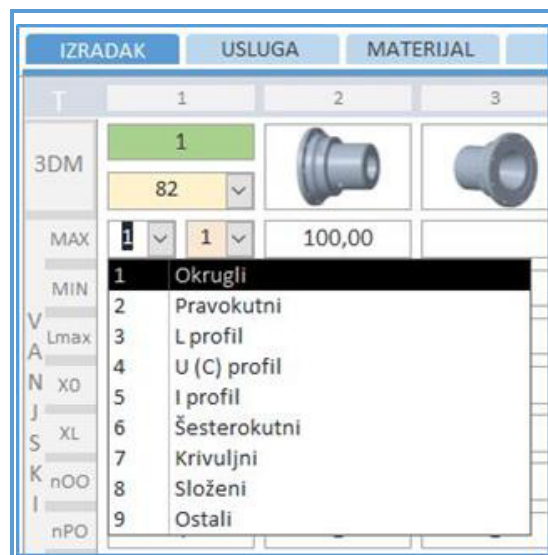 IZRADAK USLUGA MATERIJAL
T 1 2 3
1
3DM
82
MAX 1 1 100,00
1 Okrugli
MIN
2 Pravokutni
Lmax 3 L profil
4 U (C) profil
X0 5 I profil
XL 6 Šesterokutni
7 Krivuljni
nOO
8 Složeni
9 Ostali
nPO
VANJSKI